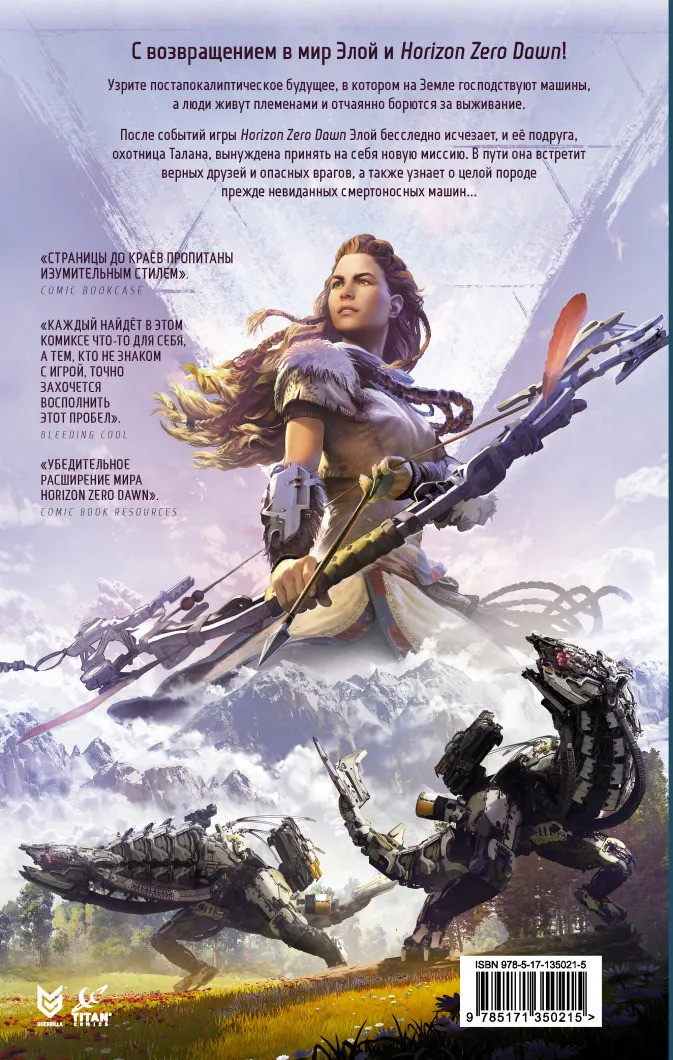 С возвращением в мир Элой и Horizon Zero Dawn!
Узрите постапокалиптическое будущее, в котором на Земле господствуют машины,
а люди живут племенами и отчаянно борются за выживание.
После событий игры Horizon Zero Dawn Элой бесследно исчезает, и её подруга,
охотница Талана, вынуждена принять на себя новую миссию. В пути она встретит
верных друзей и опасных врагов, а также узнает о целой породе
прежде невиданных смертоносных машин...
«СТРАНИЦЫ ДО КРАЁВ ПРОПИТАНЫ
ИЗУМИТЕЛЬНЫМ СТИЛЕМ».
COMIC BOOKCASE
«КАЖДЫЙ НАЙДЁТ В ЭТОМ
КОМИКСЕ ЧТО-ТО ДЛЯ СЕБЯ,
А ТЕМ, КТО НЕ ЗНАКОМ
С ИГРОЙ, ТОЧНО
ЗАХОЧЕТСЯ
ВОСПОЛНИТЬ
ЭТОТ ПРОБЕЛ».
BLEEDING COOL
«УБЕДИТЕЛЬНОЕ
РАСШИРЕНИЕ МИРА
HORIZON ZERO DAWN».
COMIC BOOK RESOURCES
ISBN 978-5-17-135021-5
9 785171 350215 >
GUERRILLA
TITAN
COMICS